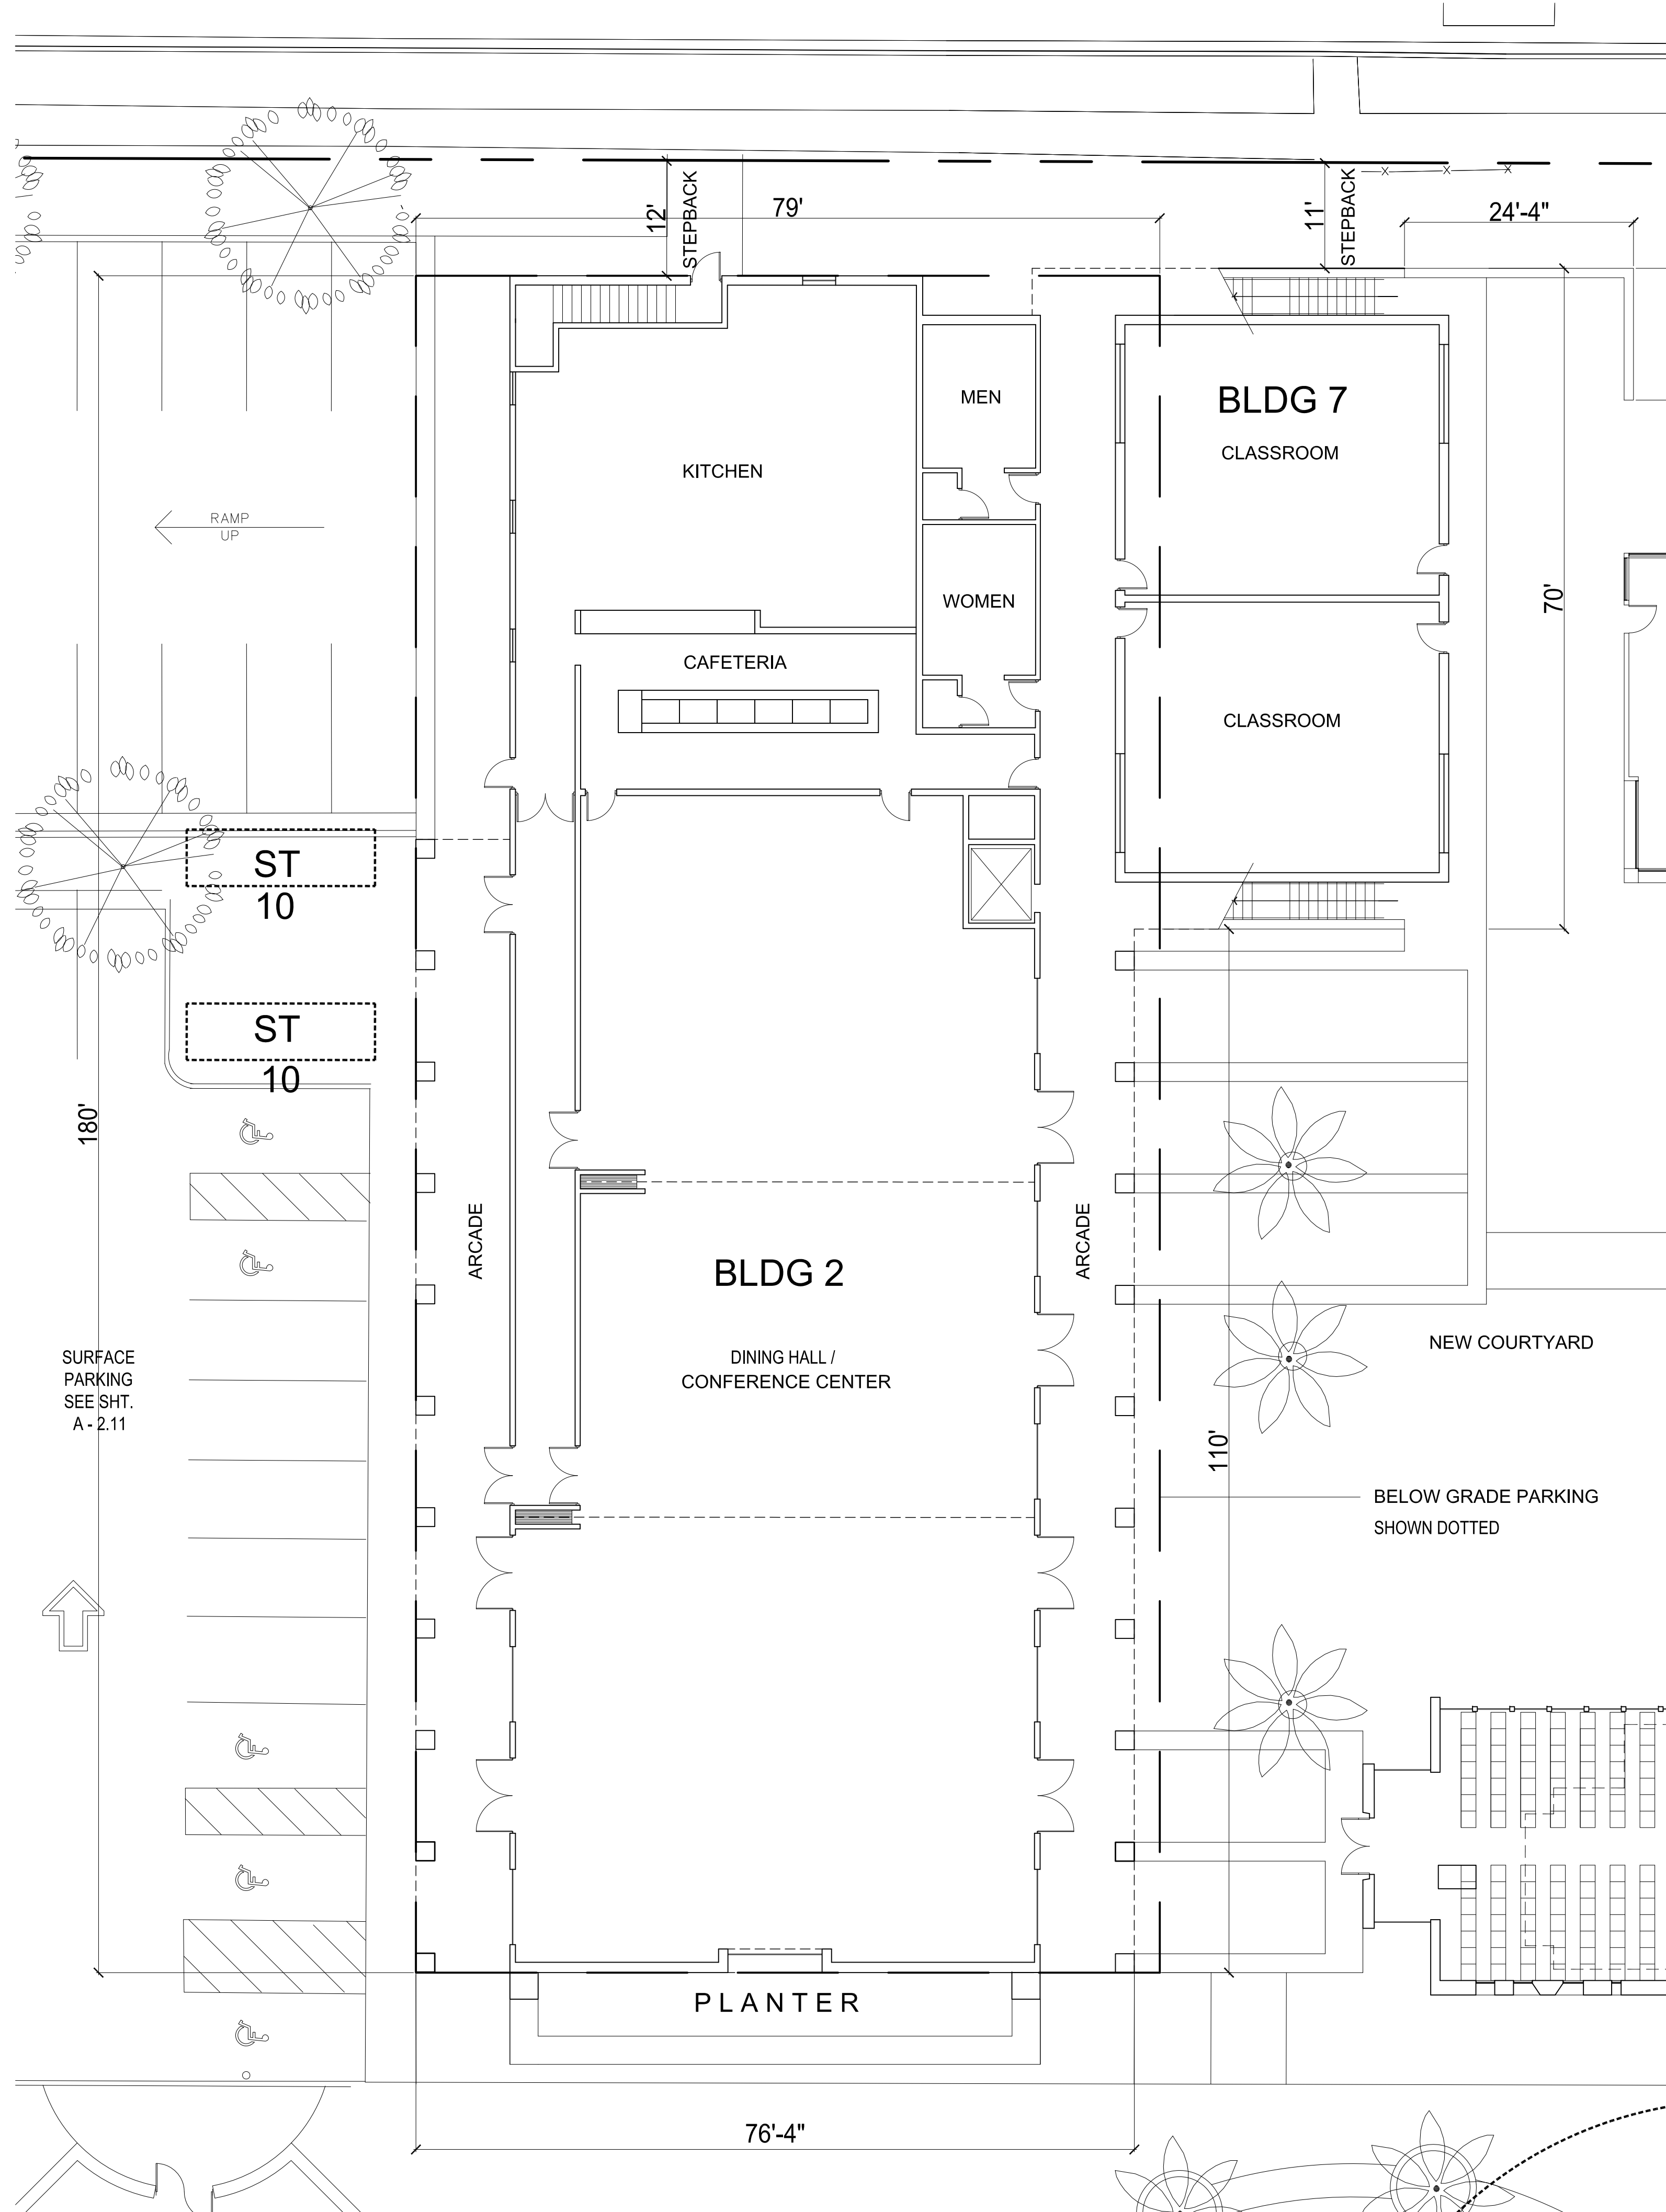 12'
STEPBACK
79'
11'
STEPBACK
24'-4"
MEN
BLDG 7
CLASSROOM
KITCHEN
RAMP
UP
WOMEN
70'
CAFETERIA
CLASSROOM
ST
10
ST
10
180'
ARCADE
BLDG 2
ARCADE
DINING HALL /
CONFERENCE CENTER
NEW COURTYARD
SURFACE
PARKING
SEE SHT.
A - 2.11
110'
BELOW GRADE PARKING
SHOWN DOTTED
PLANTER
76'-4"